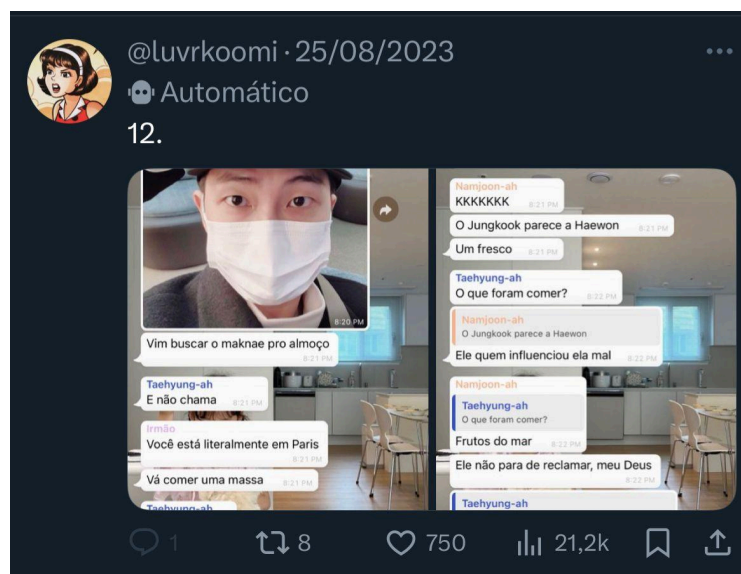 @luvrkoomi · 25/08/2023
Automático
12.
8:20 PM
Vim buscar o maknae pro almoço
8:21 PM
Taehyung-ah
E não chama 8:21 PM
Irmão
Você está literalmente em Paris
8:21 PM
Vá comer uma massa 8:21 PM
Taehyung-ah
Namjoon-ah
KKKKKKK 8:21 PM
O Jungkook parece a Haewon 8:21 PM
Um fresco 8:21 PM
Taehyung-ah
O que foram comer? 8:22 PM
Namjoon-ah
O Jungkook parece a Haewon
Ele quem influenciou ela mal 8:22 PM
Namjoon-ah
Taehyung-ah
O que foram comer?
Frutos do mar 8:22 PM
Ele não para de reclamar, meu Deus
8:22 PM
Taehyung-ah
1 8 750 21,2k